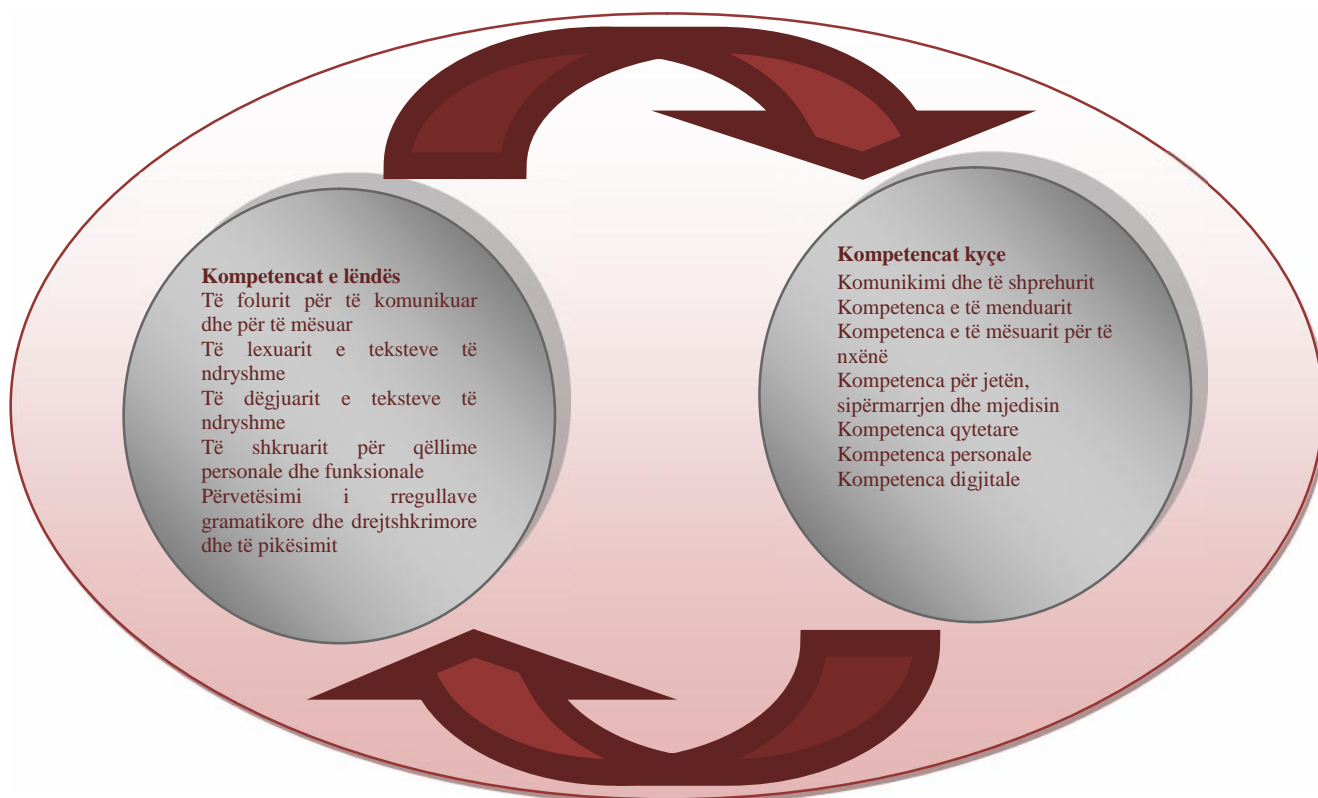 Kompetencat e lëndës
Të folurit për të komunikuar
dhe për të mësuar
Të lexuarit e teksteve të
ndryshme
Të dëgjuarit e teksteve të
ndryshme
Të shkruarit për qëllime
personale dhe funksionale
Përvetësimi i rregullave
gramatikore dhe drejtshkrimore
dhe të pikësimit
Kompetencat kyçe
Komunikimi dhe të shprehurit
Kompetenca e të menduarit
Kompetenca e të mësuarit për të
nxënë
Kompetenca për jetën,
sipërmarrjen dhe mjedisin
Kompetenca qytetare
Kompetenca personale
Kompetenca digjitale